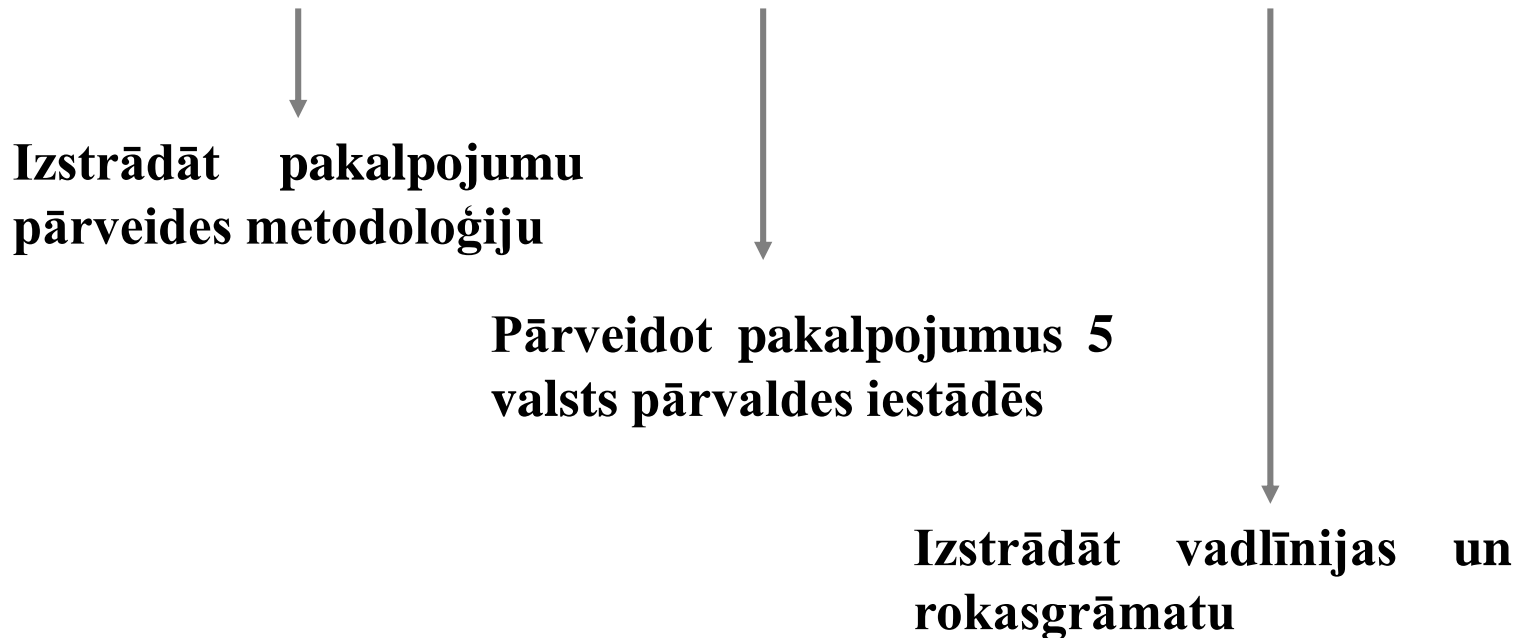 Izstrādāt pakalpojumu
pārveides metodoloģiju
Pārveidot pakalpojumus 5
valsts pārvaldes iestādēs
Izstrādāt vadlīnijas un
rokasgrāmatu